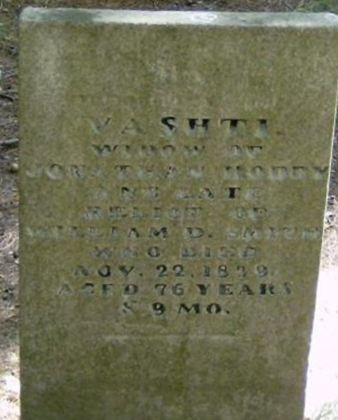 VASHTI.
WIDOW OF
JONATHAN
AND LATE
RELICT OF
WILLIAM D. SMITH
WHO DIED
NOV. 22, 1839
AGED 76 YEARS
& 9 MO.